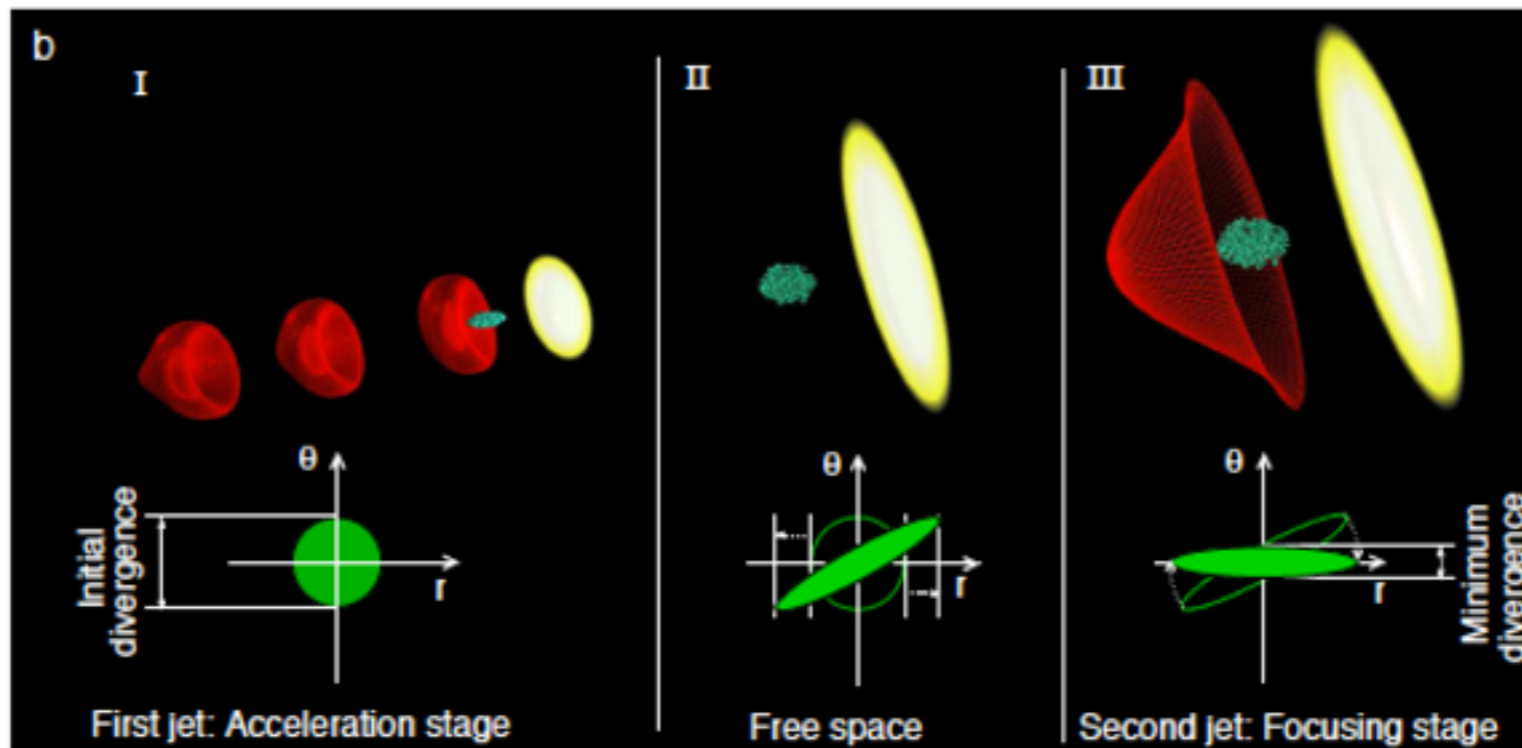 b
I
II
III
θ
Initial
divergence
r
θ
r
θ
r
Minimum
divergence
First jet: Acceleration stage
Free space
Second jet: Focusing stage